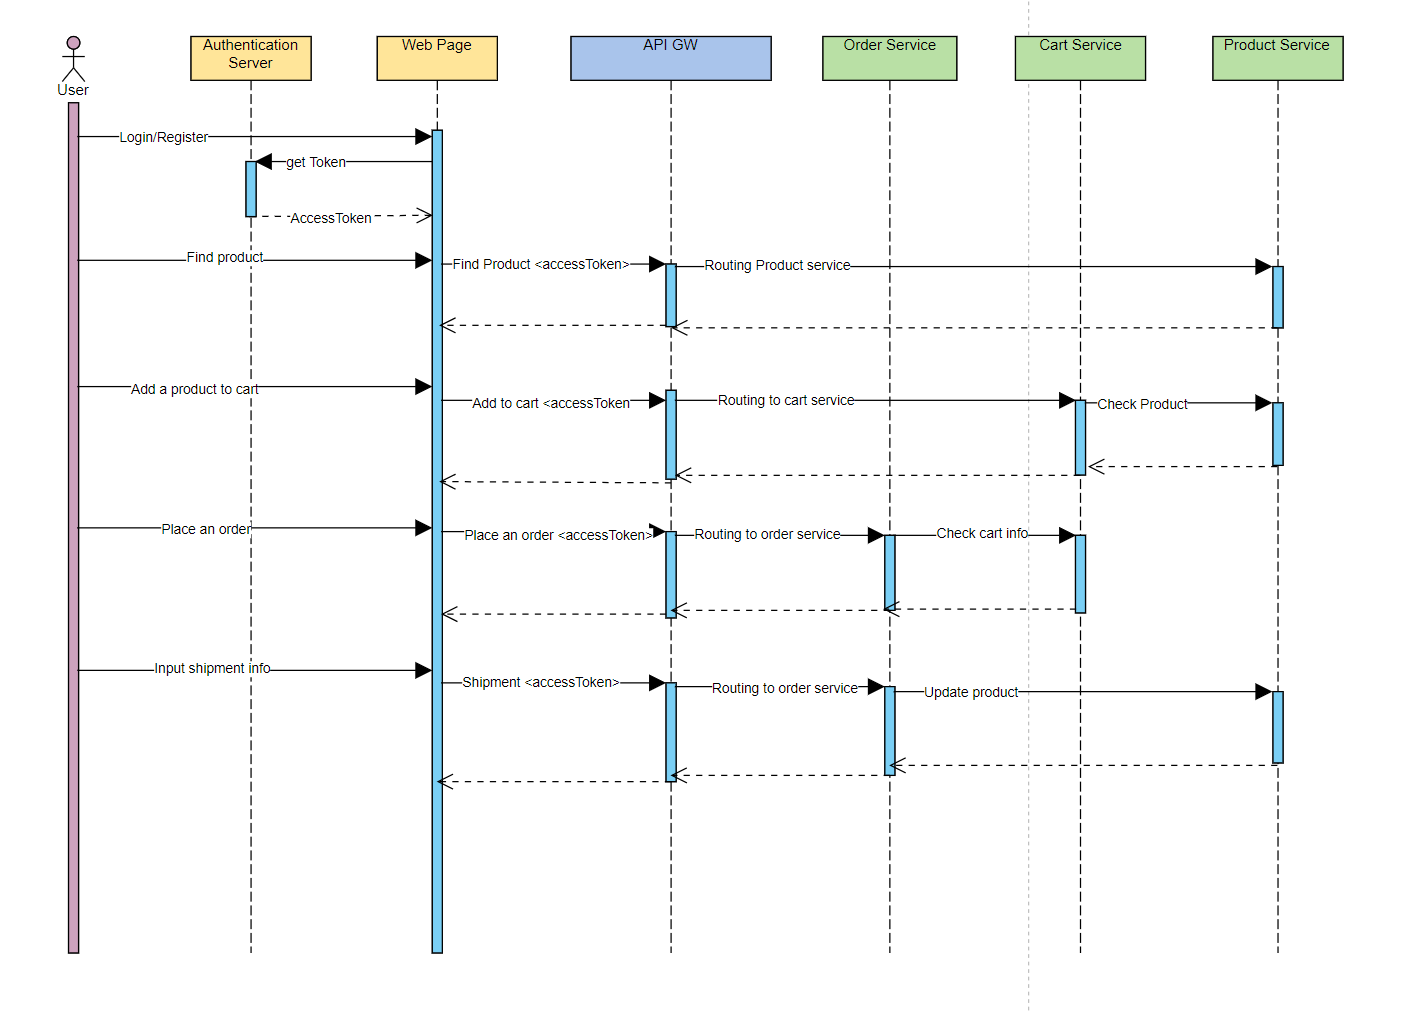 Authentication
Server
Web Page
API GW
Order Service
Cart Service
Product Service
User
Login/Register
get Token
AccessToken
Find product
Find Product <accessToken>
Routing Product service
Add a product to cart
Add to cart <accessToken
Routing to cart service
Check Product
Place an order
Place an order <accessToken>
Routing to order service
Check cart info
Input shipment info
Shipment <accessToken>
Routing to order service
Update product